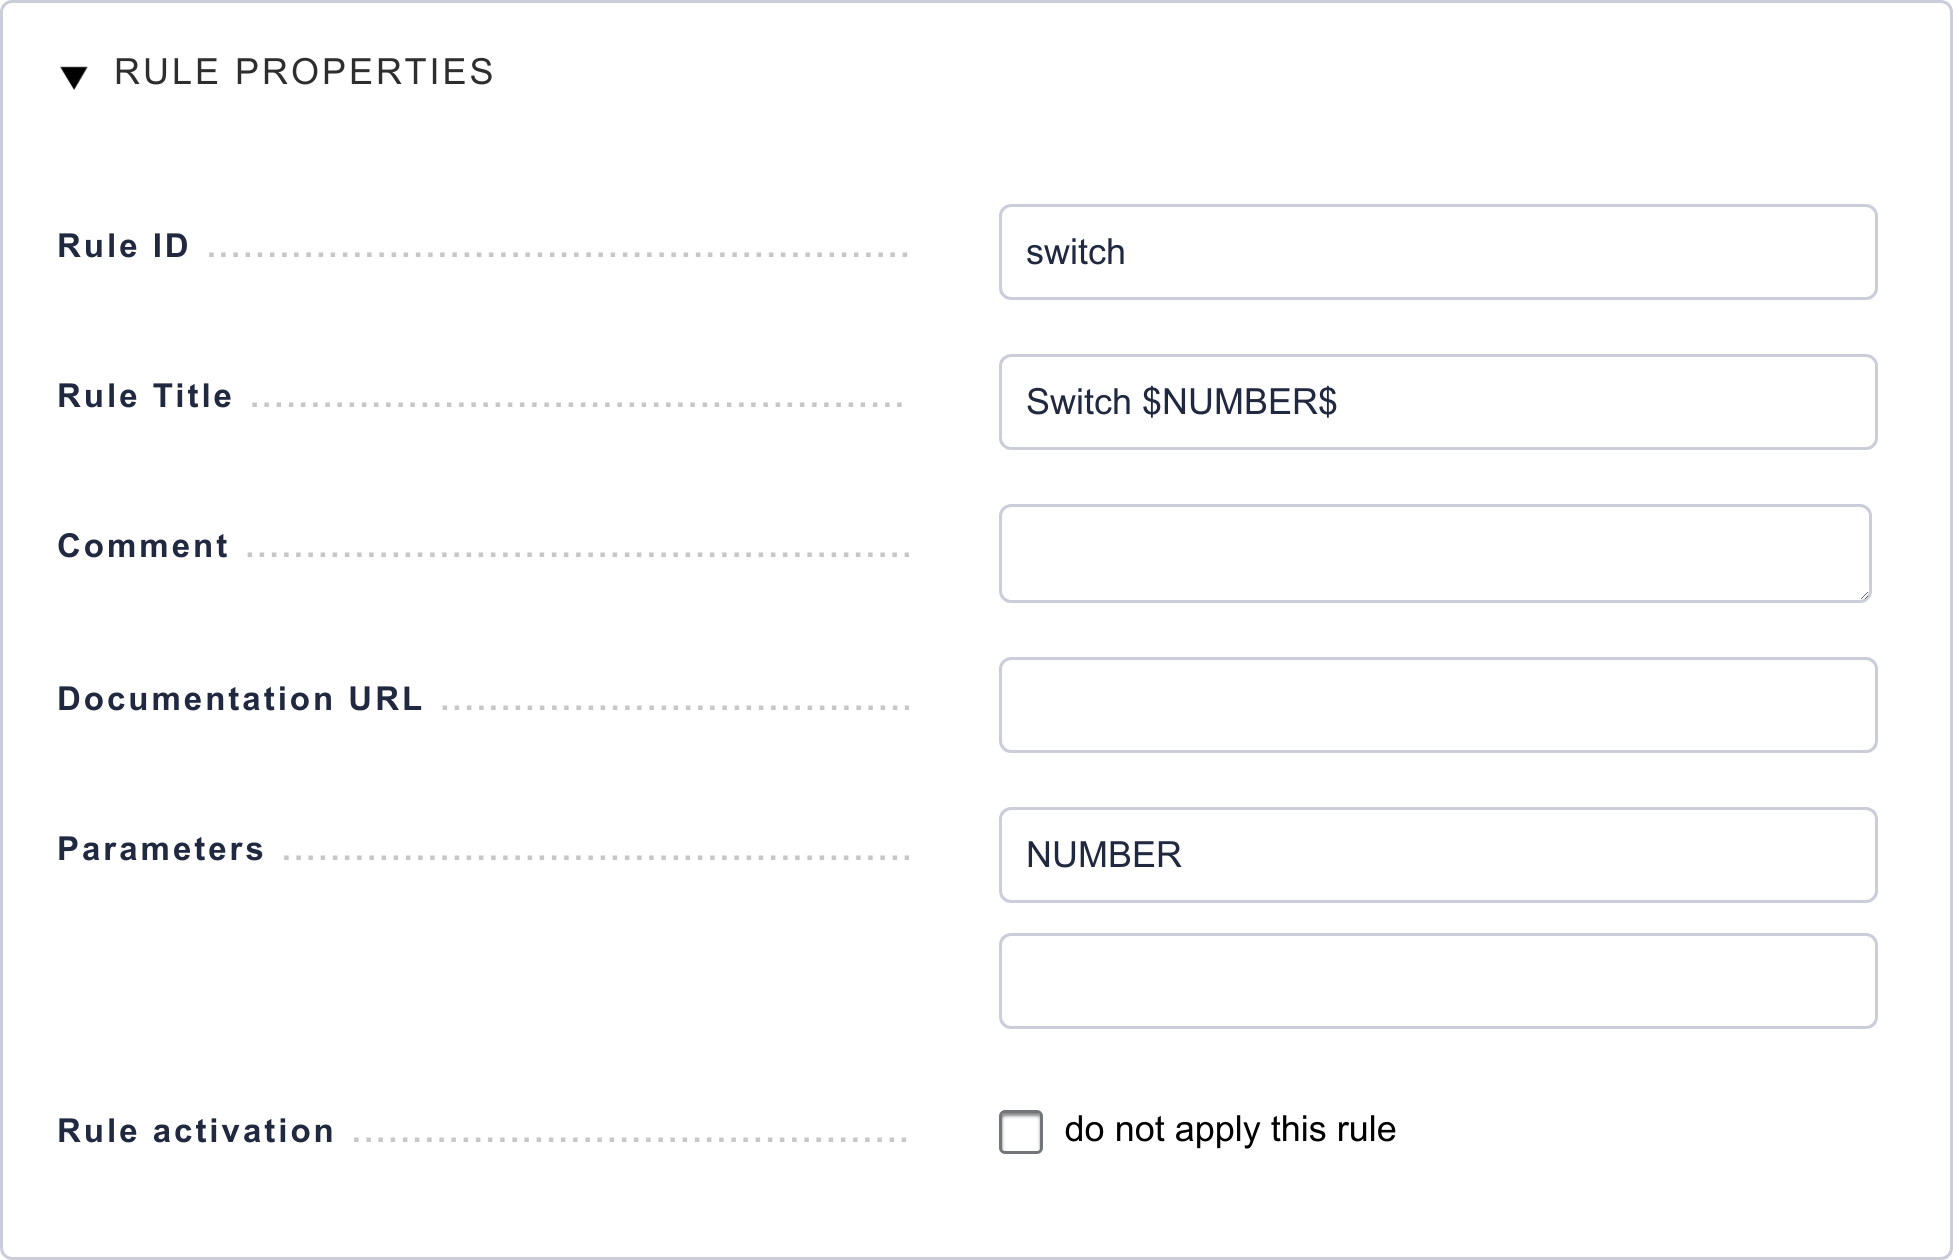 RULE PROPERTIES
Rule ID switch
Rule Title Switch $NUMBER$
Comment
Documentation URL
Parameters NUMBER
Rule activation do not apply this rule